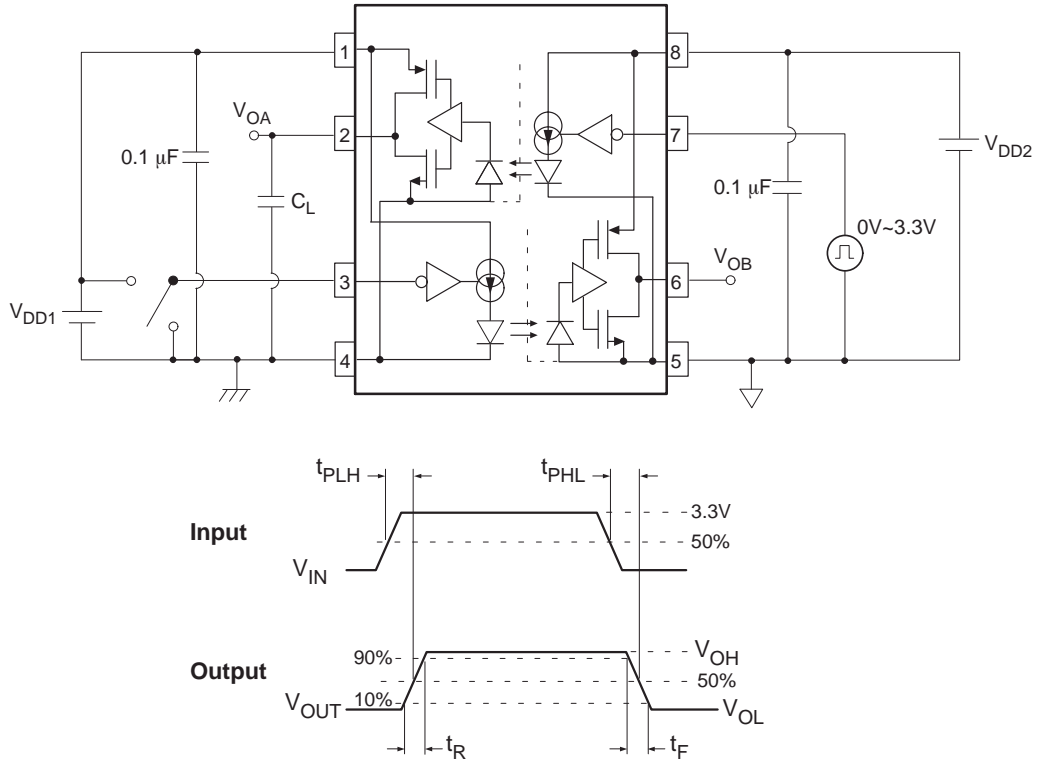 1
8
V_OA
2
7
V_DD2
0.1 μF
C_L
0.1 μF
0V~3.3V
V_OB
3
6
V_DD1
4
5
t_PLH
t_PHL
Input
3.3V
50%
V_IN
Output
90%
V_OH
50%
V_OUT
10%
V_OL
t_R
t_F